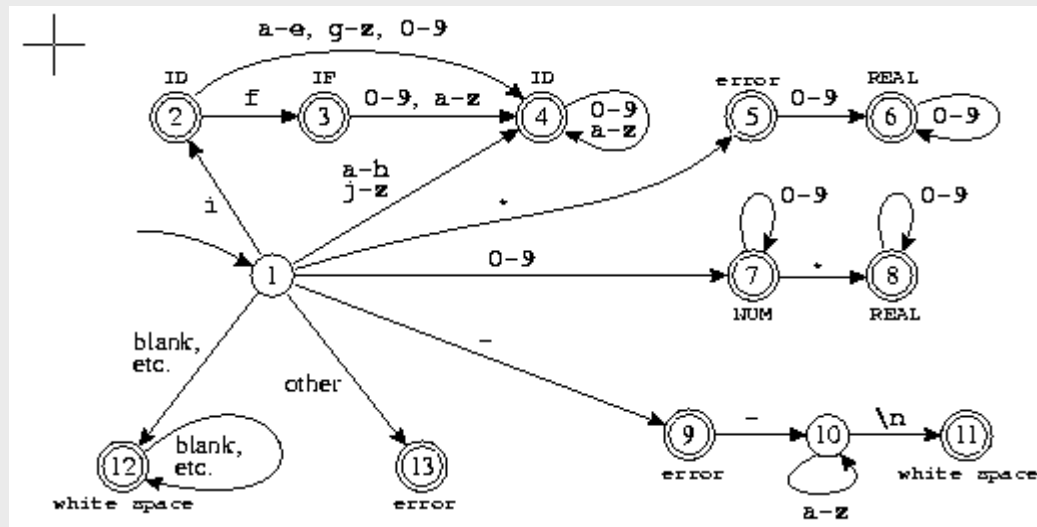 a-e, g-z, 0-9
ID
IF
ID
error
REAL
2
f
3
0-9, a-z
4
0-9
a-z
5
0-9
6
0-9
a-h
j-z
.
i
0-9
0-9
1
0-9
7
.
8
NUM
REAL
-
blank,
etc.
other
blank,
etc.
12
13
9
-
10
\n
11
white space
error
error
white space
a-z